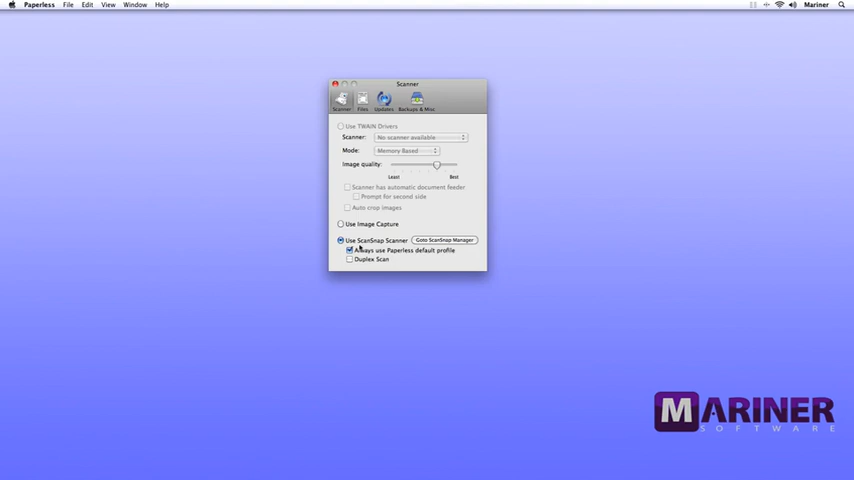 Paperless File Edit View Window Help Mariner
Scanner
Scanner Files Updates Backups & Misc
Use TWAIN Drivers
Scanner: No scanner available
Mode: Memory Based
Image quality:
Least Best
Scanner has automatic document feeder
Prompt for second side
Auto crop images
Use Image Capture
Use ScanSnap Scanner Goto ScanSnap Manager
Always use Paperless default profile
Duplex Scan
MARINER
SOFTWARE